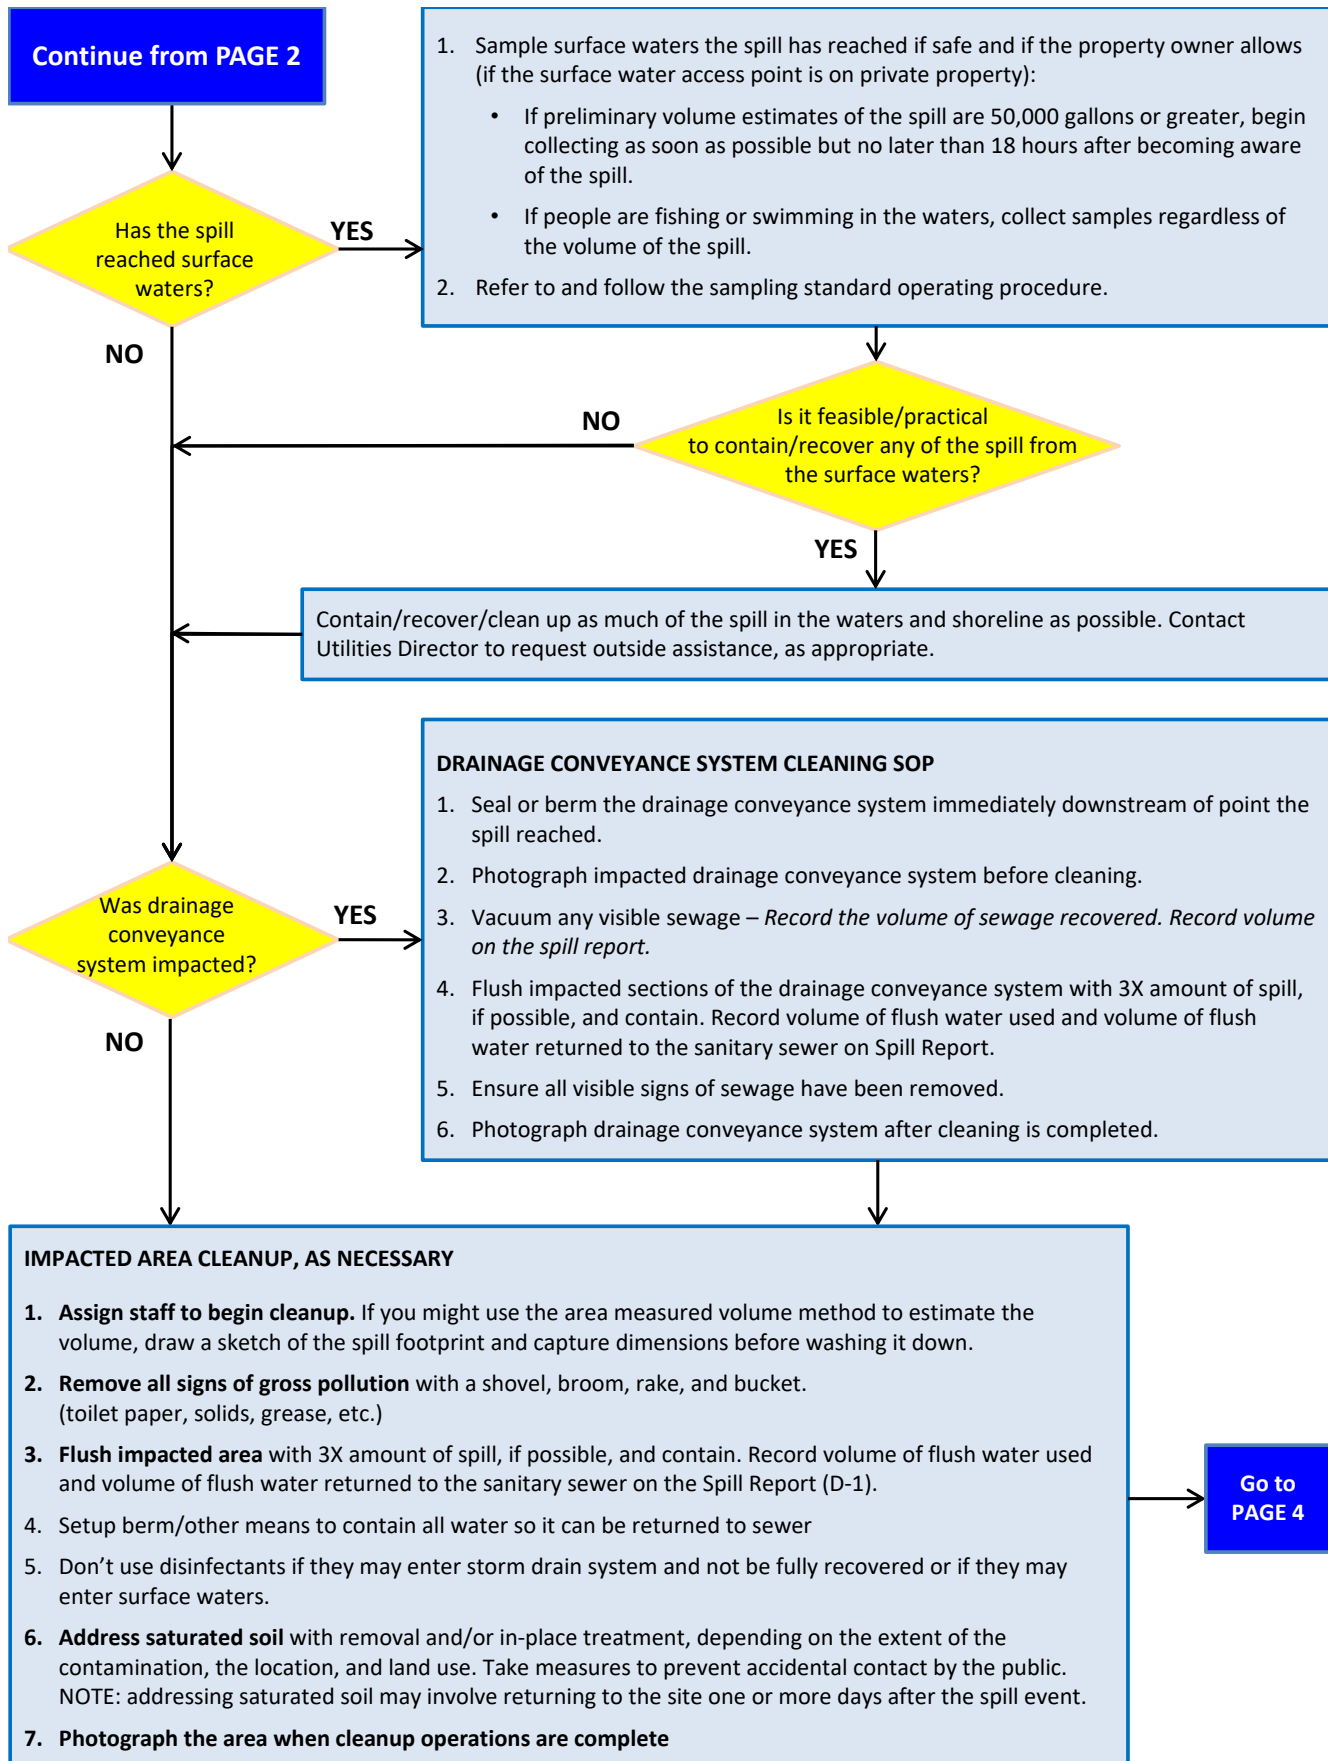 Continue from PAGE 2
1. Sample surface waters the spill has reached if safe and if the property owner allows
(if the surface water access point is on private property):
• If preliminary volume estimates of the spill are 50,000 gallons or greater, begin
collecting as soon as possible but no later than 18 hours after becoming aware
of the spill.
• If people are fishing or swimming in the waters, collect samples regardless of
the volume of the spill.
2. Refer to and follow the sampling standard operating procedure.
Has the spill
reached surface
waters?
YES
NO
Is it feasible/practical
to contain/recover any of the spill from
the surface waters?
NO
YES
Contain/recover/clean up as much of the spill in the waters and shoreline as possible. Contact
Utilities Director to request outside assistance, as appropriate.
Was drainage
conveyance
system impacted?
YES
NO
DRAINAGE CONVEYANCE SYSTEM CLEANING SOP
1. Seal or berm the drainage conveyance system immediately downstream of point the
spill reached.
2. Photograph impacted drainage conveyance system before cleaning.
3. Vacuum any visible sewage – Record the volume of sewage recovered. Record volume
on the spill report.
4. Flush impacted sections of the drainage conveyance system with 3X amount of spill,
if possible, and contain. Record volume of flush water used and volume of flush
water returned to the sanitary sewer on Spill Report.
5. Ensure all visible signs of sewage have been removed.
6. Photograph drainage conveyance system after cleaning is completed.
IMPACTED AREA CLEANUP, AS NECESSARY
1. Assign staff to begin cleanup. If you might use the area measured volume method to estimate the
volume, draw a sketch of the spill footprint and capture dimensions before washing it down.
2. Remove all signs of gross pollution with a shovel, broom, rake, and bucket.
(toilet paper, solids, grease, etc.)
3. Flush impacted area with 3X amount of spill, if possible, and contain. Record volume of flush water used
and volume of flush water returned to the sanitary sewer on the Spill Report (D-1).
4. Setup berm/other means to contain all water so it can be returned to sewer
5. Don’t use disinfectants if they may enter storm drain system and not be fully recovered or if they may
enter surface waters.
6. Address saturated soil with removal and/or in-place treatment, depending on the extent of the
contamination, the location, and land use. Take measures to prevent accidental contact by the public.
NOTE: addressing saturated soil may involve returning to the site one or more days after the spill event.
7. Photograph the area when cleanup operations are complete
Go to
PAGE 4